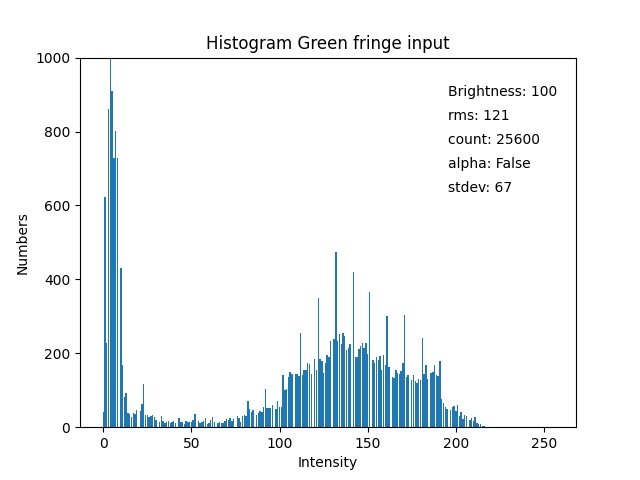 Histogram Green fringe input
1000
800
600
400
200
0
Numbers
Brightness: 100
rms: 121
count: 25600
alpha: False
stdev: 67
0 50 100 150 200 250
Intensity